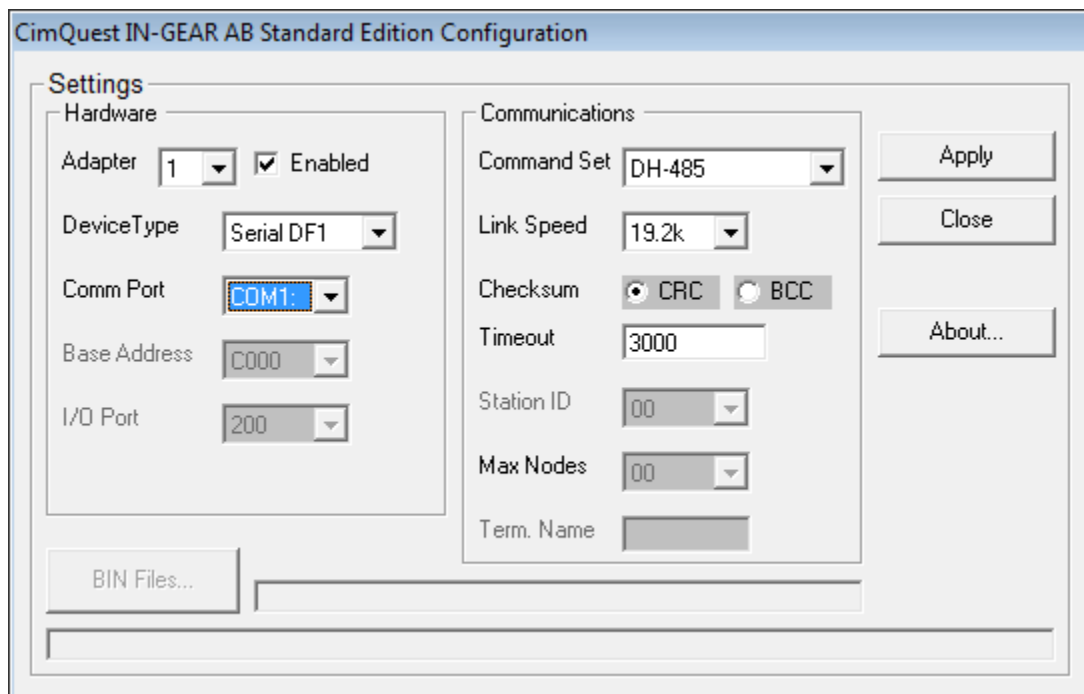 CimQuest IN-GEAR AB Standard Edition Configuration
Settings
Hardware
Adapter 1 Enabled
DeviceType Serial DF1
Comm Port COM1:
Base Address C000
I/O Port 200
Communications
Command Set DH-485
Link Speed 19.2k
Checksum CRC BCC
Timeout 3000
Station ID 00
Max Nodes 00
Term. Name
Apply
Close
About...
BIN Files...